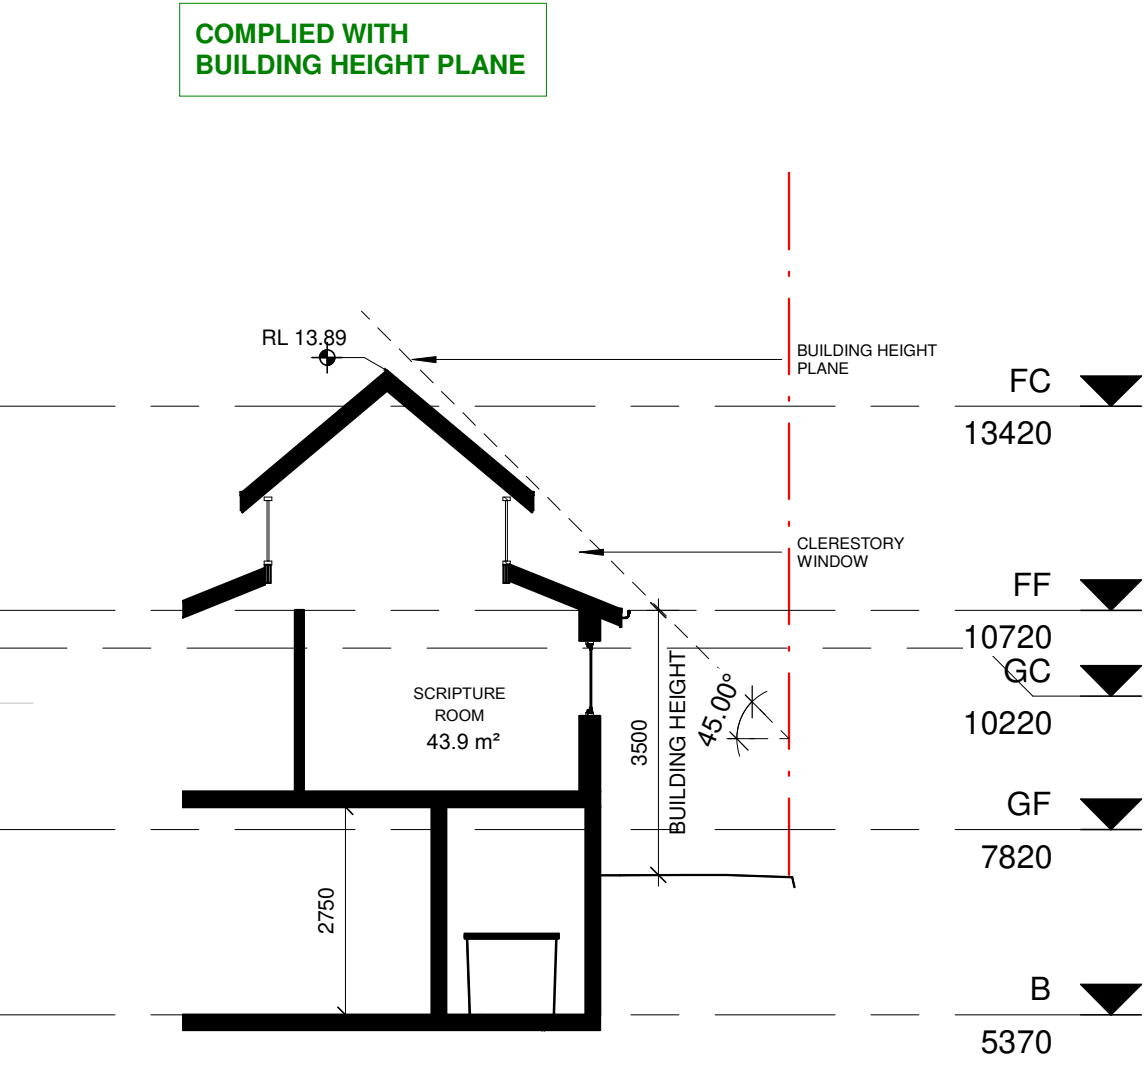 COMPLIED WITH
BUILDING HEIGHT PLANE
RL 13.89
BUILDING HEIGHT
PLANE
FC
13420
CLERESTORY
WINDOW
FF
10720
GC
10220
SCRIPTURE
ROOM
43.9 m²
3500
BUILDING HEIGHT
45.00°
GF
7820
2750
B
5370